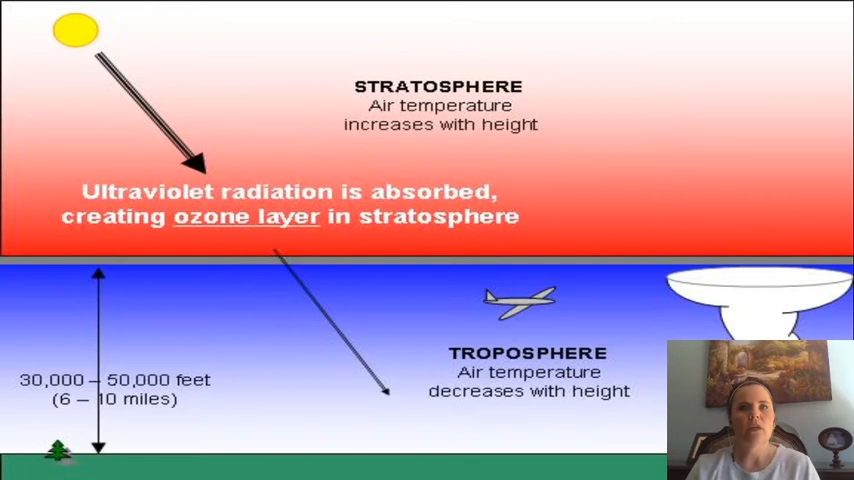 STRATOSPHERE
Air temperature
increases with height
Ultraviolet radiation is absorbed,
creating ozone layer in stratosphere
TROPOSPHERE
Air temperature
decreases with height
30,000 – 50,000 feet
(6 – 10 miles)